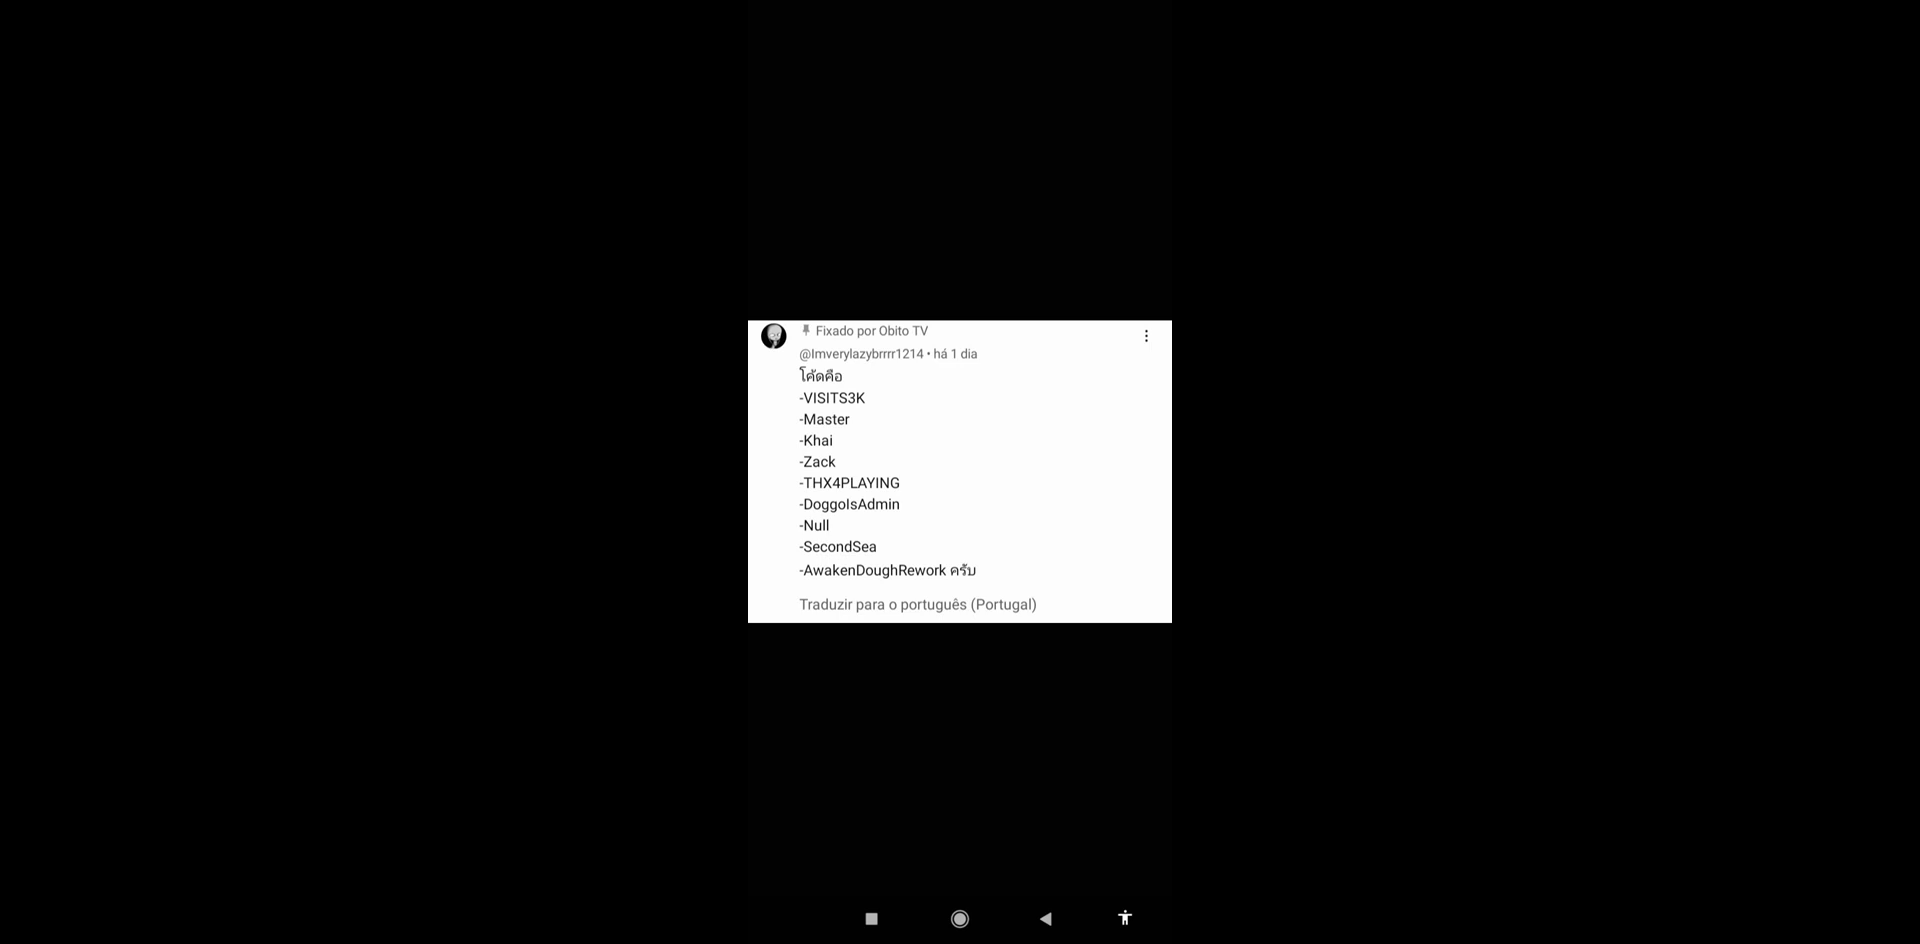 Fixado por Obito TV
@Imverylazybrrrr1214 • há 1 dia
โค้ดคือ
-VISITS3K
-Master
-Khai
-Zack
-THX4PLAYING
-DoggoIsAdmin
-Null
-SecondSea
-AwakenDoughRework ครับ
Traduzir para o português (Portugal)